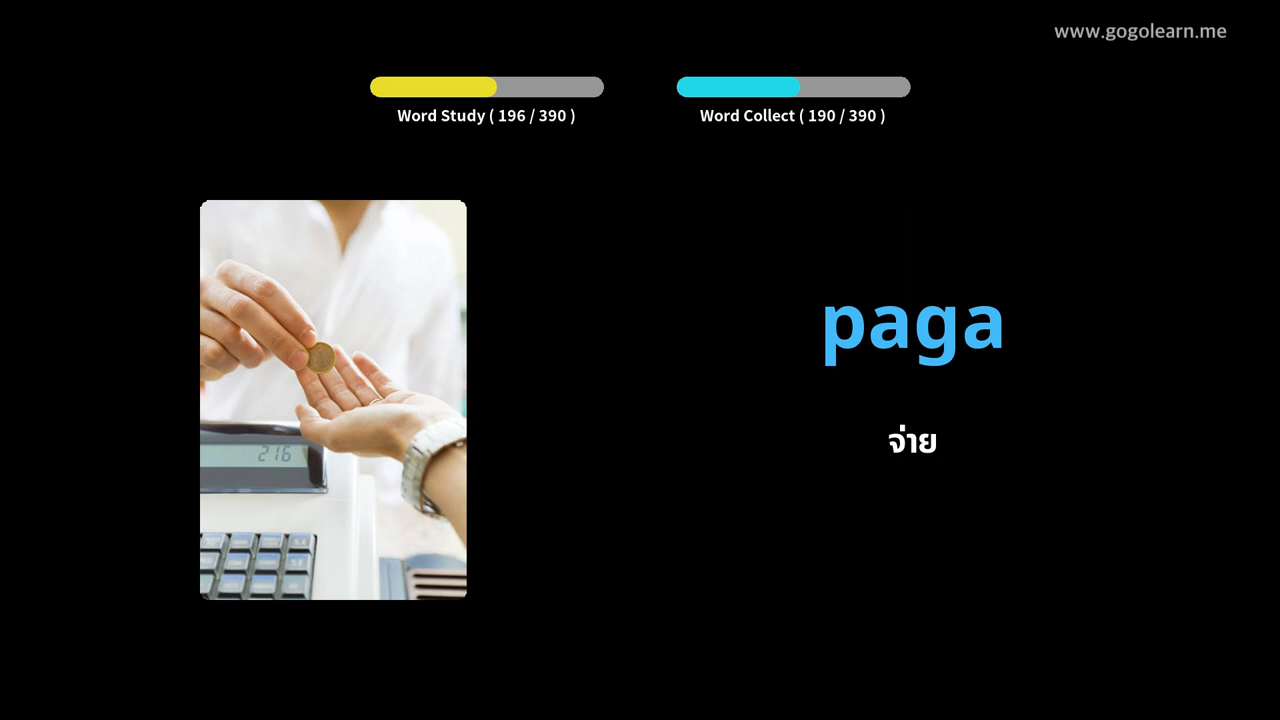 www.gogolearn.me
Word Study ( 196 / 390 )
Word Collect ( 190 / 390 )
paga
จ่าย
216